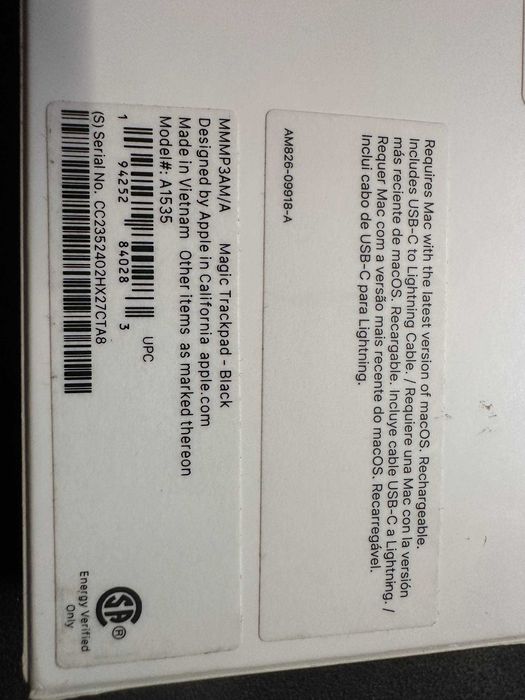 Requires Mac with the latest version of macOS. Rechargeable.
Includes USB-C to Lightning Cable. / Requiere una Mac con la versión
más reciente de macOS. Recargable. Incluye cable USB-C a Lightning. /
Requer Mac com a versão mais recente do macOS. Recarregável.
Inclui cabo de USB-C para Lightning.
AM826-09918-A
MMMP3AM/A Magic Trackpad - Black
Designed by Apple in California apple.com
Made in Vietnam Other items as marked thereon
Model#: A1535
UPC
1 94252 84028 3
(S) Serial No. CC2352402HX27CTA8
SA ®
Energy Verified
Only